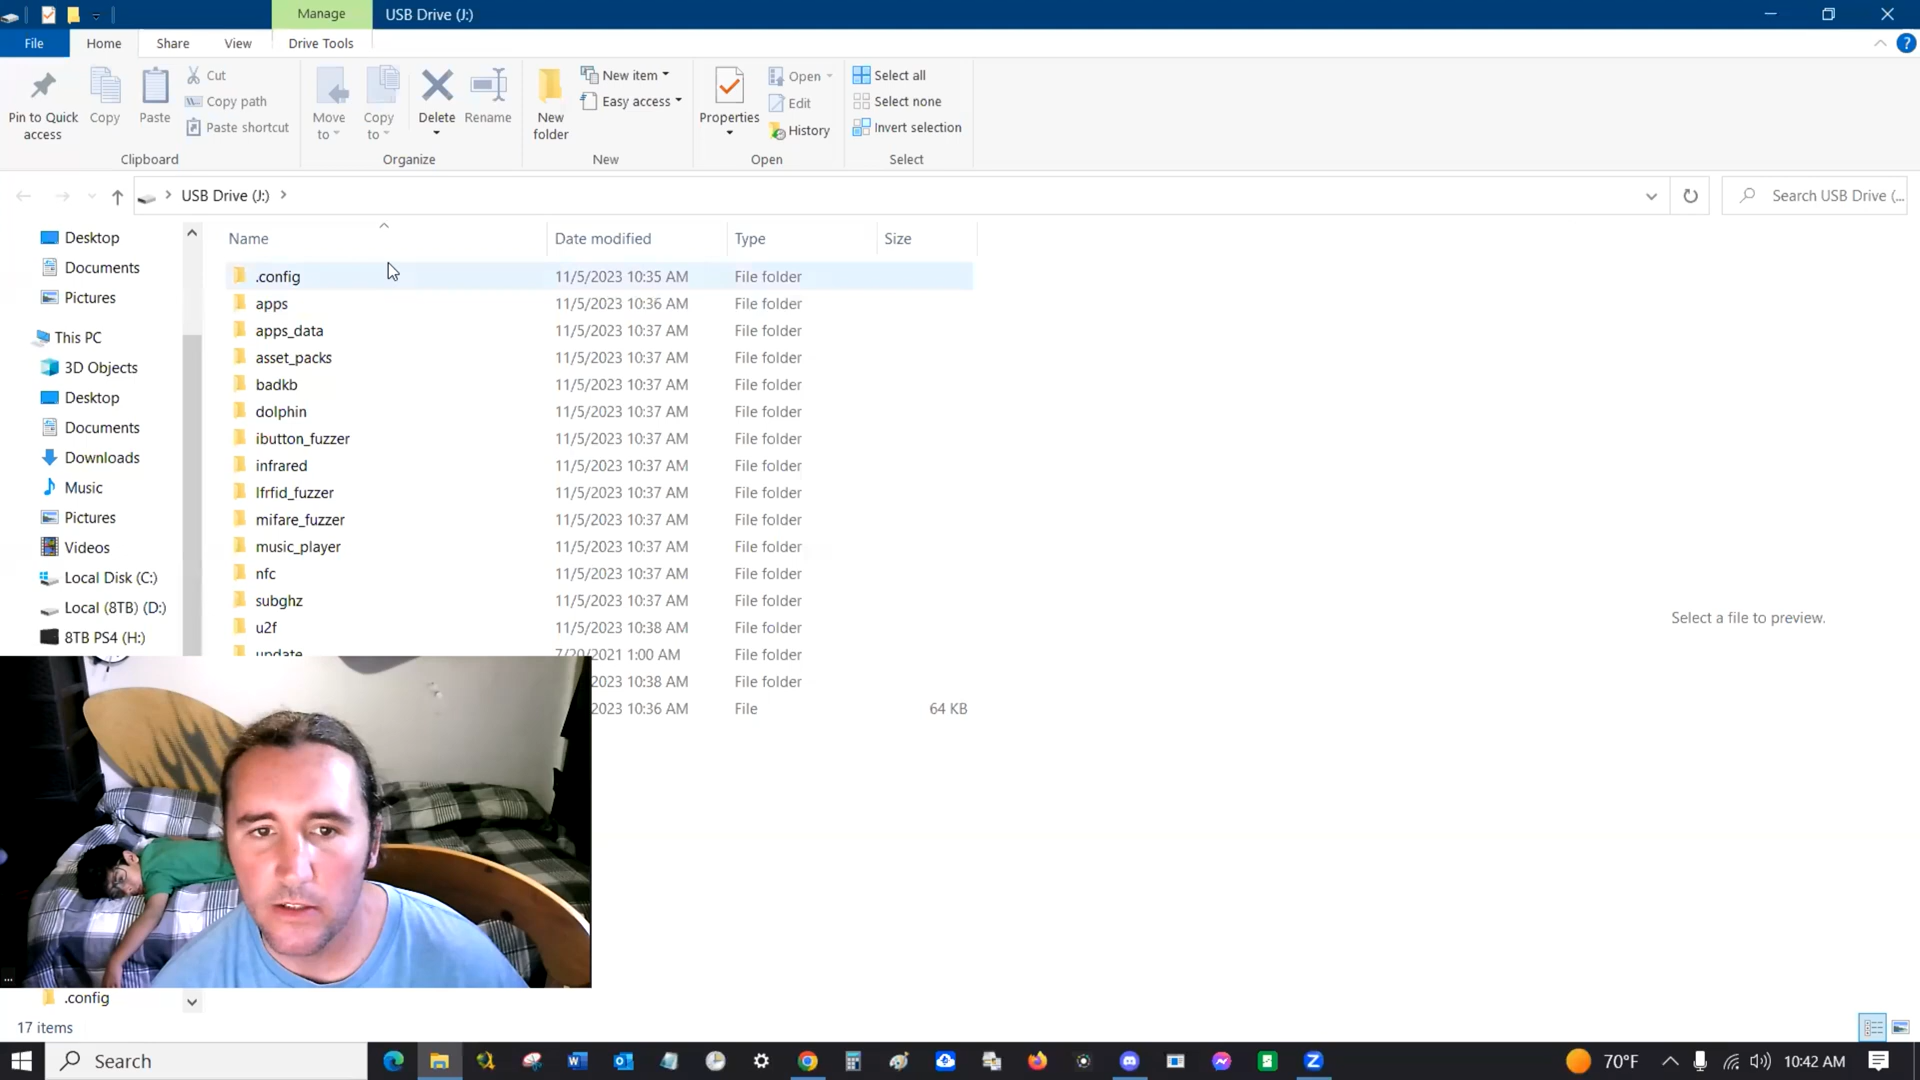 Manage
USB Drive (J:)
File
Home
Share
View
Drive Tools
Pin to Quick access
Copy
Paste
Cut
Copy path
Paste shortcut
Clipboard
Move to
Copy to
Delete
Rename
Organize
New folder
New item
Easy access
New
Properties
Open
Edit
History
Open
Select all
Select none
Invert selection
Select
USB Drive (J:)
Search USB Drive (...
Desktop
Documents
Pictures
This PC
3D Objects
Desktop
Documents
Downloads
Music
Pictures
Videos
Local Disk (C:)
Local (8TB) (D:)
8TB PS4 (H:)
.config
Name Date modified Type Size
.config 11/5/2023 10:35 AM File folder
apps 11/5/2023 10:36 AM File folder
apps_data 11/5/2023 10:37 AM File folder
asset_packs 11/5/2023 10:37 AM File folder
badkb 11/5/2023 10:37 AM File folder
dolphin 11/5/2023 10:37 AM File folder
ibutton_fuzzer 11/5/2023 10:37 AM File folder
infrared 11/5/2023 10:37 AM File folder
lfrfid_fuzzer 11/5/2023 10:37 AM File folder
mifare_fuzzer 11/5/2023 10:37 AM File folder
music_player 11/5/2023 10:37 AM File folder
nfc 11/5/2023 10:37 AM File folder
subghz 11/5/2023 10:37 AM File folder
u2f 11/5/2023 10:38 AM File folder
update 7/20/2021 1:00 AM File folder
2023 10:38 AM File folder
2023 10:36 AM File 64 KB
Select a file to preview.
...
17 items
Search
70°F
10:42 AM